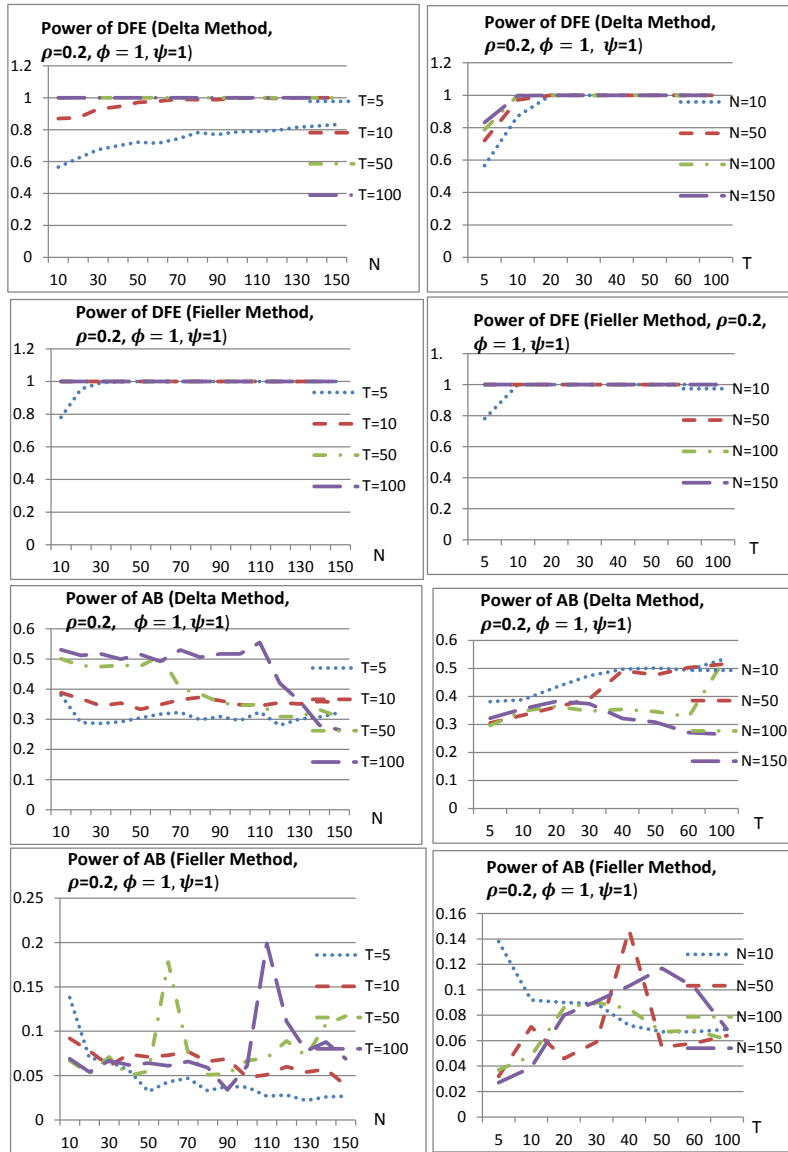 Power of DFE (Delta Method,
ρ=0.2, ϕ = 1, ψ=1)
1.2
1
0.8
0.6
0.4
0.2
0
10 30 50 70 90 110 130 150
N
T=5
T=10
T=50
T=100
Power of DFE (Delta Method,
ρ=0.2, ϕ = 1, ψ=1)
1.2
1
0.8
0.6
0.4
0.2
0
5 10 20 30 40 50 60 100
T
N=10
N=50
N=100
N=150
Power of DFE (Fieller Method,
ρ=0.2, ϕ = 1, ψ=1)
1.2
1
0.8
0.6
0.4
0.2
0
10 30 50 70 90 110 130 150
N
T=5
T=10
T=50
T=100
Power of DFE (Fieller Method, ρ=0.2,
ϕ = 1, ψ=1)
1.
1
0.8
0.6
0.4
0.2
0
5 10 20 30 40 50 60 100
T
N=10
N=50
N=100
N=150
Power of AB (Delta Method,
ρ=0.2, ϕ = 1, ψ=1)
0.6
0.5
0.4
0.3
0.2
0.1
0
10 30 50 70 90 110 130 150
N
T=5
T=10
T=50
T=100
Power of AB (Delta Method,
ρ=0.2, ϕ = 1, ψ=1)
0.6
0.5
0.4
0.3
0.2
0.1
0
5 10 20 30 40 50 60 100
T
N=10
N=50
N=100
N=150
Power of AB (Fieller Method,
ρ=0.2, ϕ = 1, ψ=1)
0.25
0.2
0.15
0.1
0.05
0
10 30 50 70 90 110 130 150
N
T=5
T=10
T=50
T=100
Power of AB (Fieller Method,
ρ=0.2, ϕ = 1, ψ=1)
0.16
0.14
0.12
0.1
0.08
0.06
0.04
0.02
0
5 10 20 30 40 50 60 100
T
N=10
N=50
N=100
N=150